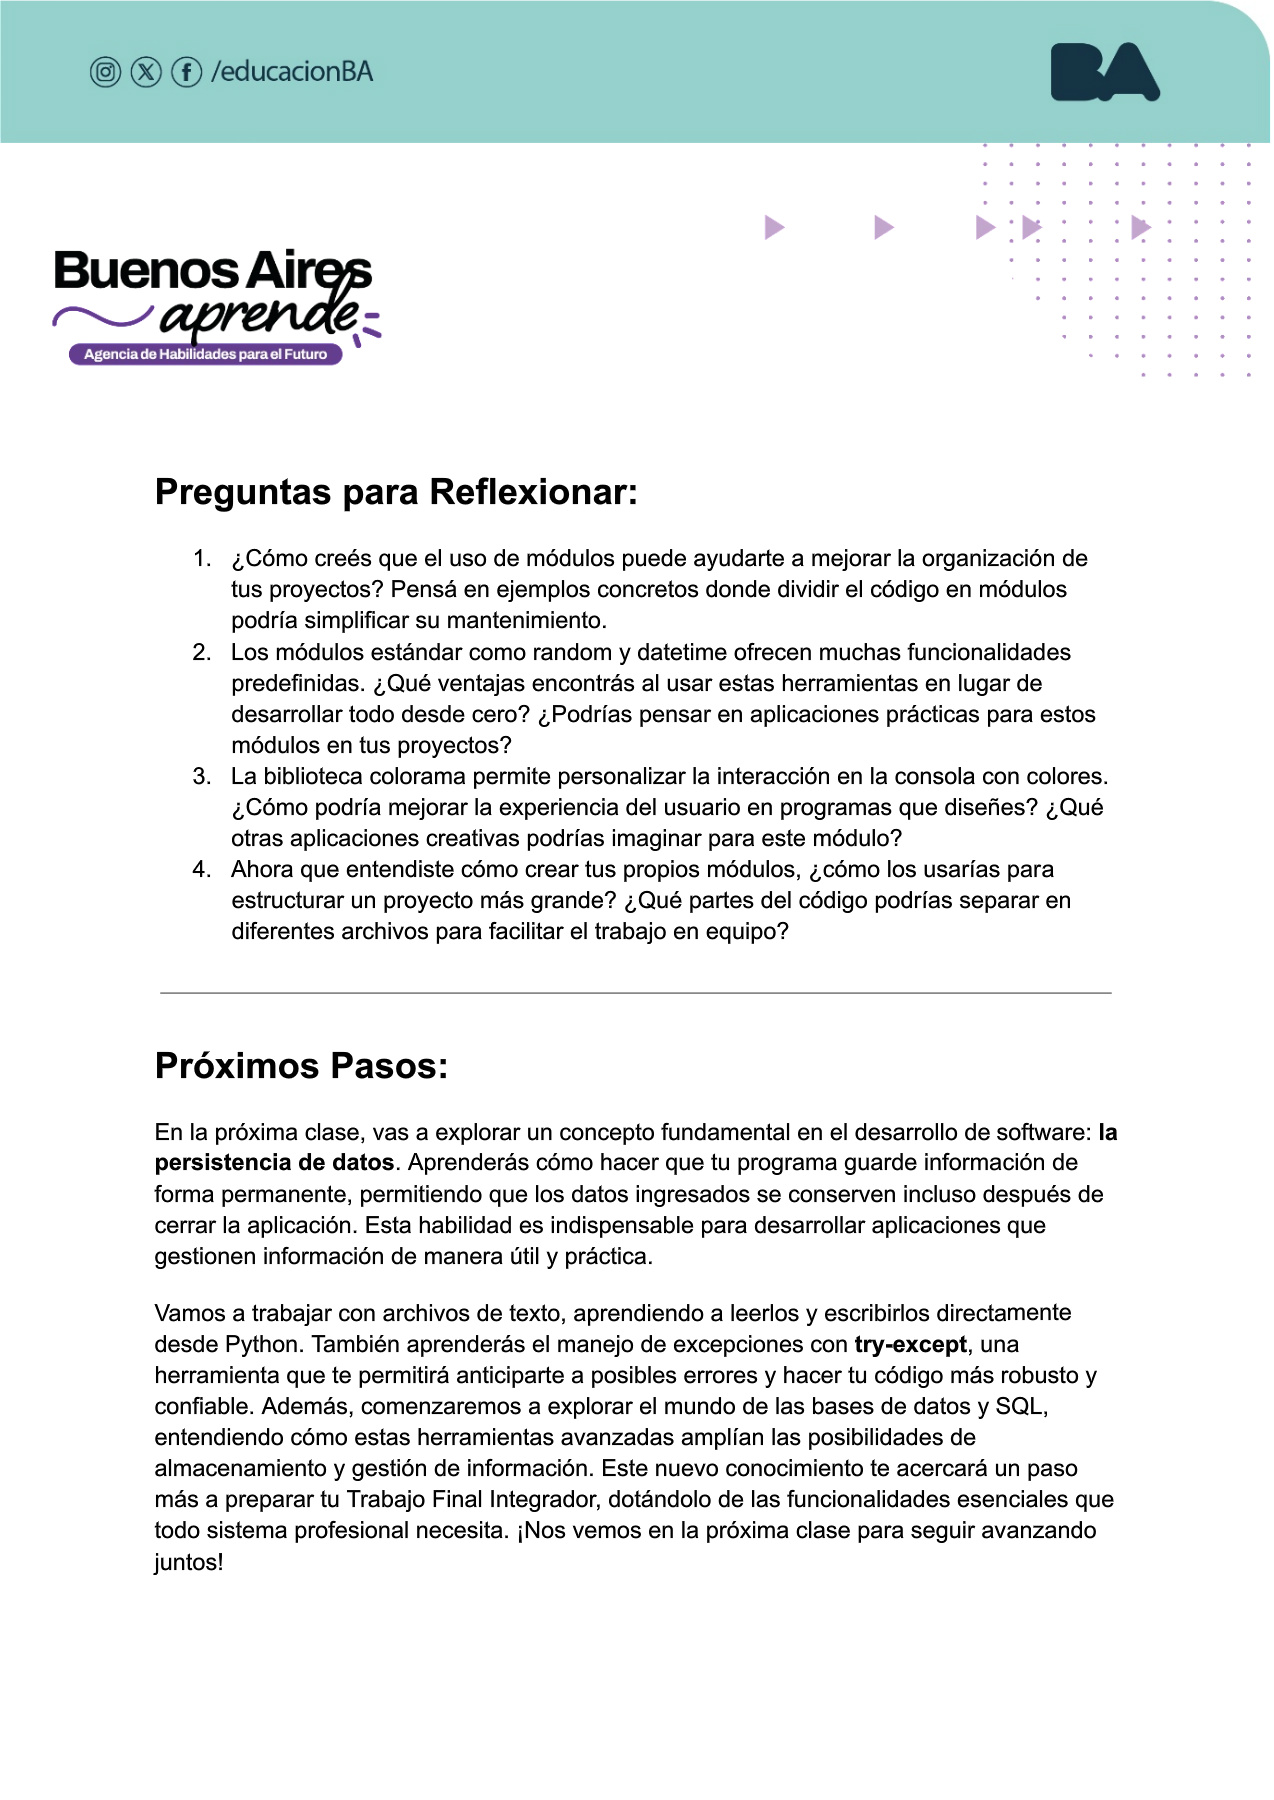 /educacionBA
BA
Buenos Aires
aprende
Agencia de Habilidades para el Futuro
Preguntas para Reflexionar:
1. ¿Cómo creés que el uso de módulos puede ayudarte a mejorar la organización de
tus proyectos? Pensá en ejemplos concretos donde dividir el código en módulos
podría simplificar su mantenimiento.
2. Los módulos estándar como random y datetime ofrecen muchas funcionalidades
predefinidas. ¿Qué ventajas encontrás al usar estas herramientas en lugar de
desarrollar todo desde cero? ¿Podrías pensar en aplicaciones prácticas para estos
módulos en tus proyectos?
3. La biblioteca colorama permite personalizar la interacción en la consola con colores.
¿Cómo podría mejorar la experiencia del usuario en programas que diseñes? ¿Qué
otras aplicaciones creativas podrías imaginar para este módulo?
4. Ahora que entendiste cómo crear tus propios módulos, ¿cómo los usarías para
estructurar un proyecto más grande? ¿Qué partes del código podrías separar en
diferentes archivos para facilitar el trabajo en equipo?
Próximos Pasos:
En la próxima clase, vas a explorar un concepto fundamental en el desarrollo de software: la
persistencia de datos. Aprenderás cómo hacer que tu programa guarde información de
forma permanente, permitiendo que los datos ingresados se conserven incluso después de
cerrar la aplicación. Esta habilidad es indispensable para desarrollar aplicaciones que
gestionen información de manera útil y práctica.
Vamos a trabajar con archivos de texto, aprendiendo a leerlos y escribirlos directamente
desde Python. También aprenderás el manejo de excepciones con try-except, una
herramienta que te permitirá anticiparte a posibles errores y hacer tu código más robusto y
confiable. Además, comenzaremos a explorar el mundo de las bases de datos y SQL,
entendiendo cómo estas herramientas avanzadas amplían las posibilidades de
almacenamiento y gestión de información. Este nuevo conocimiento te acercará un paso
más a preparar tu Trabajo Final Integrador, dotándolo de las funcionalidades esenciales que
todo sistema profesional necesita. ¡Nos vemos en la próxima clase para seguir avanzando
juntos!